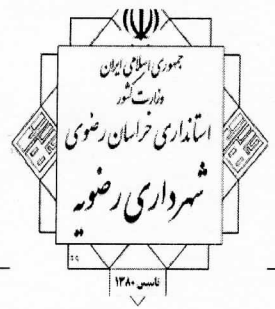 جمهوری اسلامی ایران
وزارت کشور
استانداری خراسان رضوی
شهرداری رضویه
تاسیس ۱۳۸۰